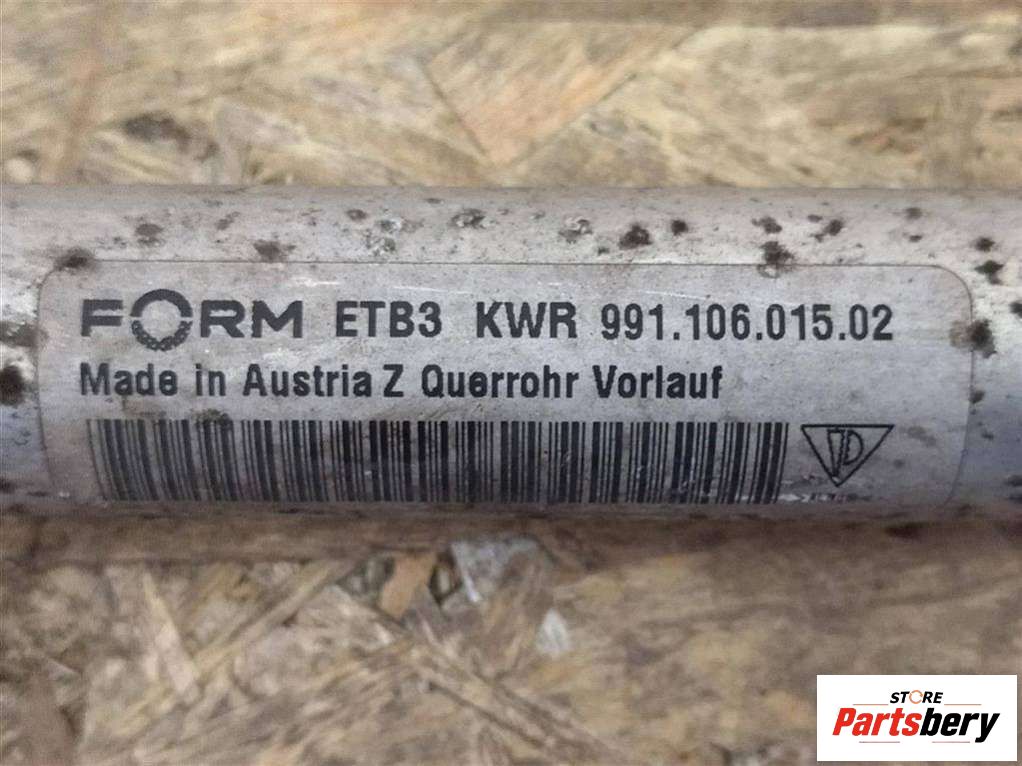 FORM ETB3 KWR 991.106.015.02
Made in Austria Z Querrohr Vorlauf
STORE
Partsbery